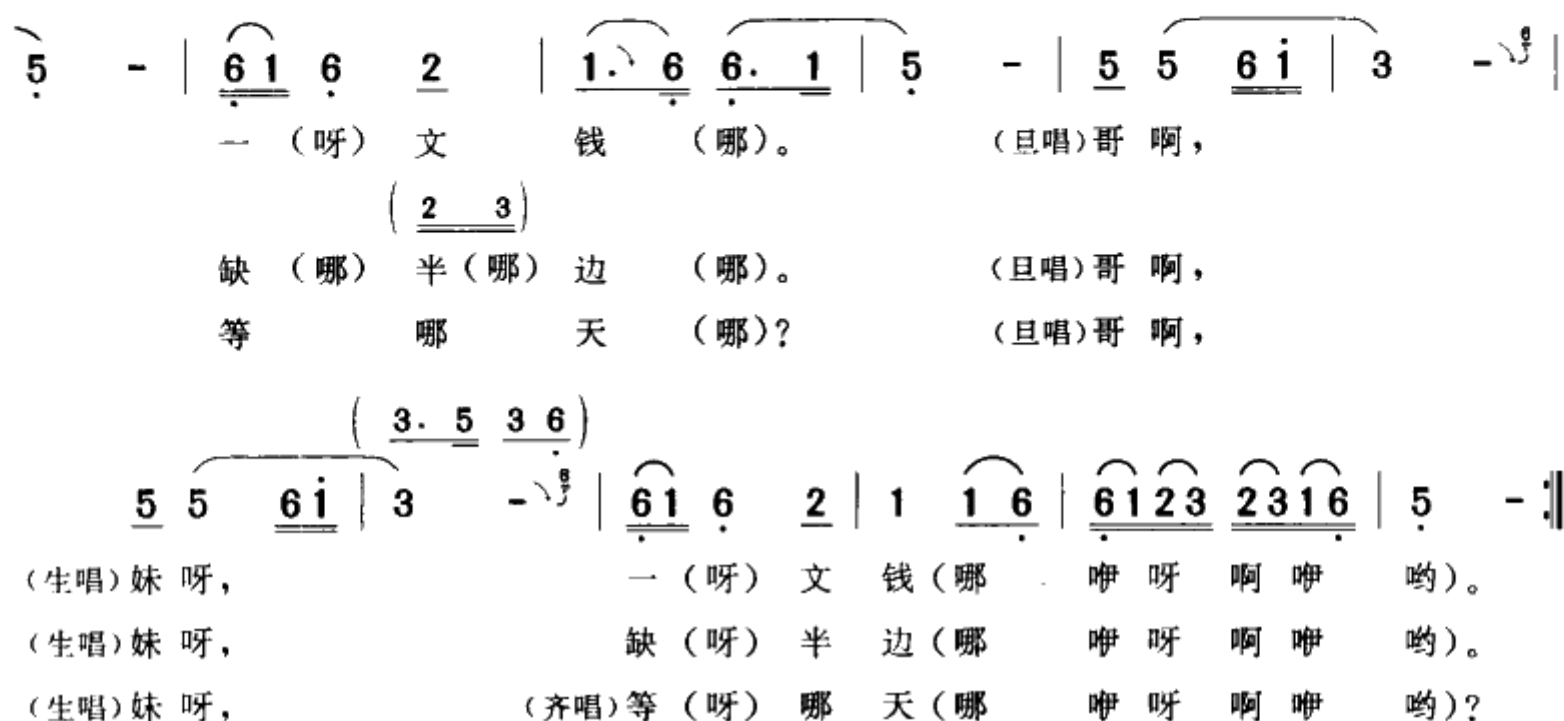 5 - | 6 1 6 2 | 1. 6 6. 1 | 5 - | 5 5 6 i | 3 - 6 |
一 （呀） 文 钱 （哪）。 （旦唱）哥 啊，
( 2 3 )
缺 （哪） 半（哪） 边 （哪）。 （旦唱）哥 啊，
等 哪 天 （哪）？ （旦唱）哥 啊，
( 3. 5 3 6 )
5 5 6 i | 3 - 6 | 6 1 6 2 | 1 1 6 | 6 1 2 3 2 3 1 6 | 5 - :‖
（生唱）妹 呀， 一 （呀） 文 钱（哪 咿 呀 啊 咿 哟）。
（生唱）妹 呀， 缺 （呀） 半 边（哪 咿 呀 啊 咿 哟）。
（生唱）妹 呀， （齐唱）等 （呀） 哪 天（哪 咿 呀 啊 咿 哟）？